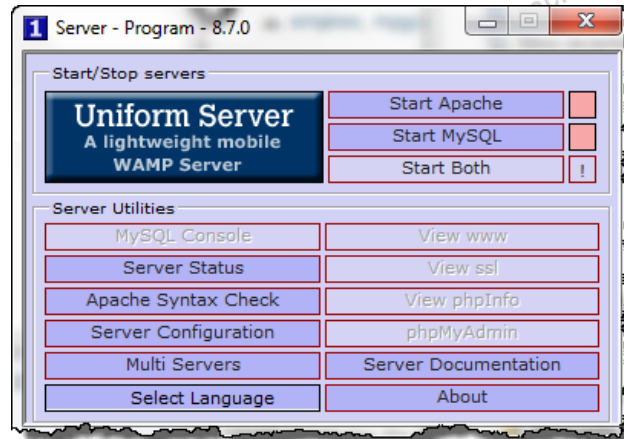 1 Server - Program - 8.7.0
X
Start/Stop servers
Uniform Server
A lightweight mobile
WAMP Server
Start Apache
Start MySQL
Start Both
!
Server Utilities
MySQL Console
View www
Server Status
View ssl
Apache Syntax Check
View phpInfo
Server Configuration
phpMyAdmin
Multi Servers
Server Documentation
Select Language
About